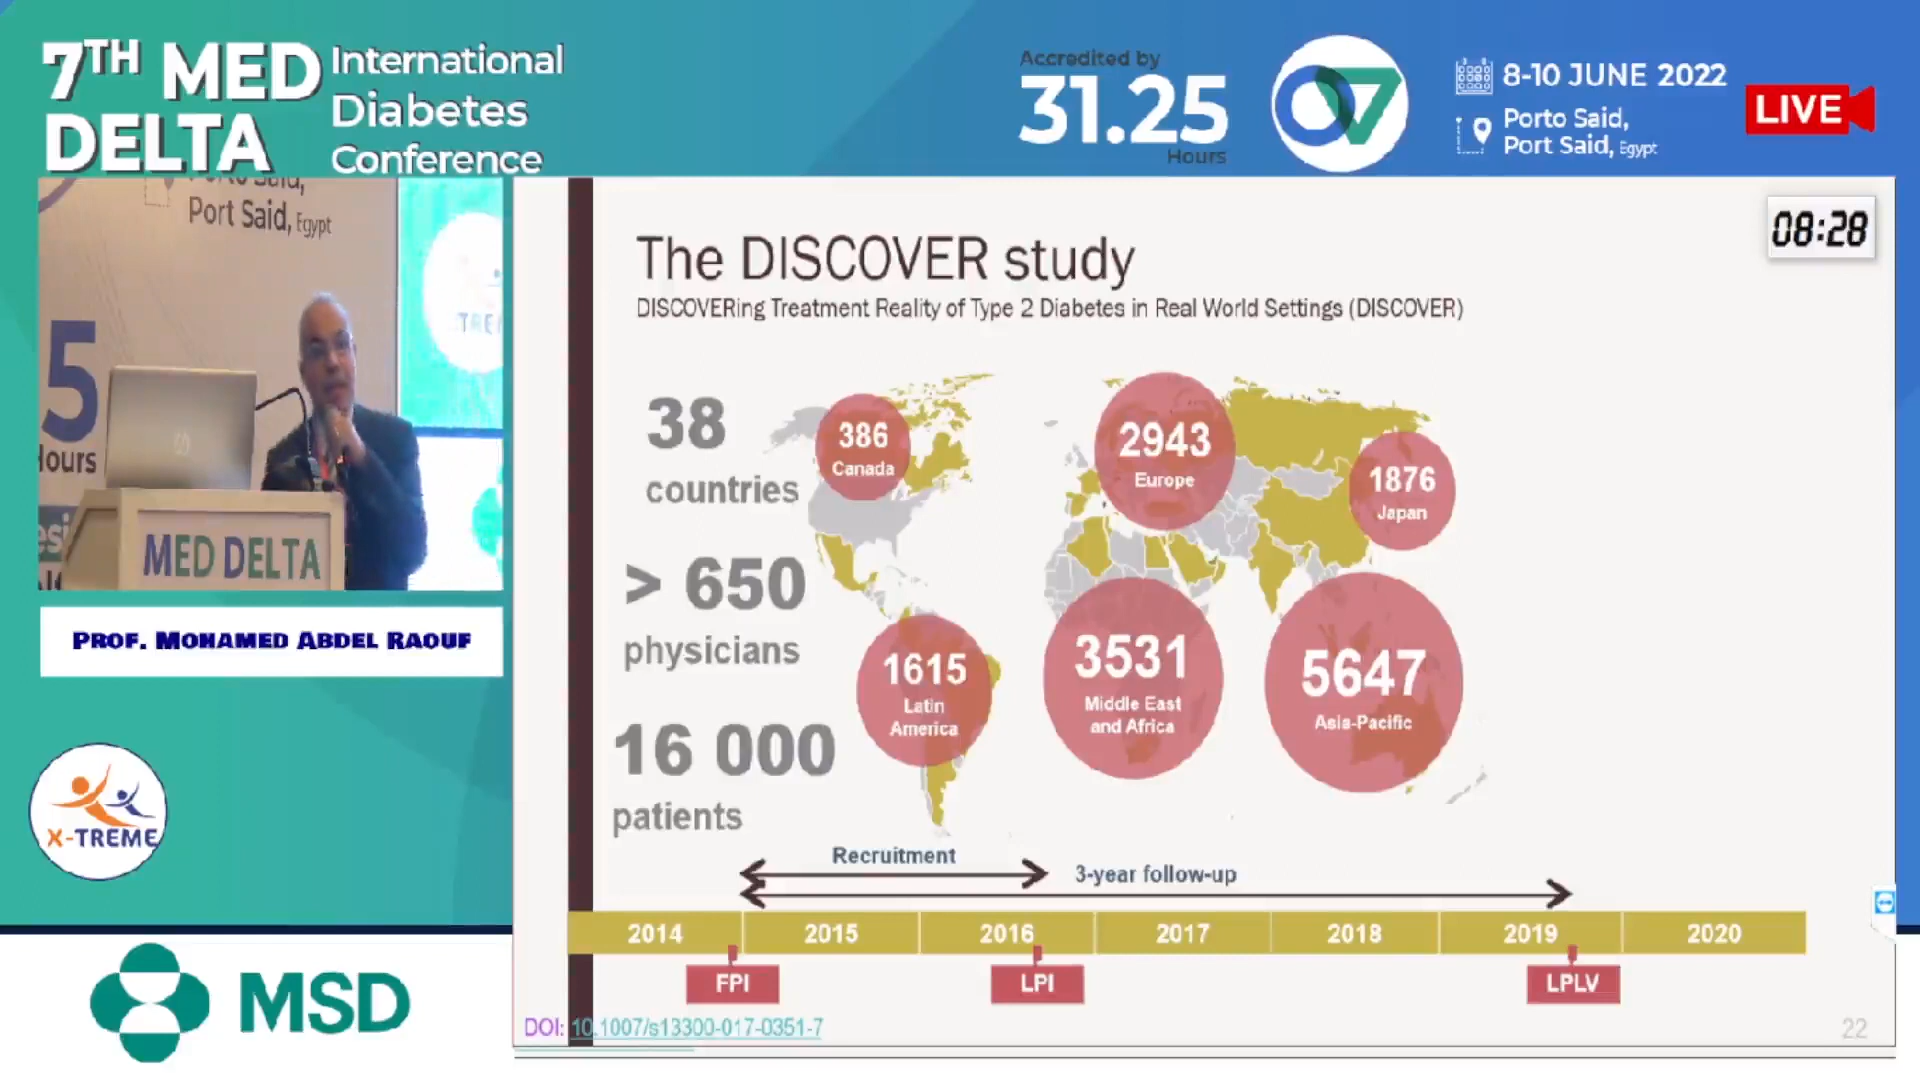 7TH MED
DELTA
International
Diabetes
Conference
Accredited by
31.25
Hours
8-10 JUNE 2022
Porto Said,
Port Said, Egypt
LIVE
Port Said, Egypt
5
MED DELTA
PROF. MOHAMED ABDEL RAOUF
X-TREME
MSD
08:28
The DISCOVER study
DISCOVERing Treatment Reality of Type 2 Diabetes in Real World Settings (DISCOVER)
38
countries
> 650
physicians
16 000
patients
386
Canada
2943
Europe
1876
Japan
1615
Latin
America
3531
Middle East
and Africa
5647
Asia-Pacific
Recruitment
3-year follow-up
2014 2015 2016 2017 2018 2019 2020
FPI LPI LPLV
DOI: 10.1007/s13300-017-0351-7
22